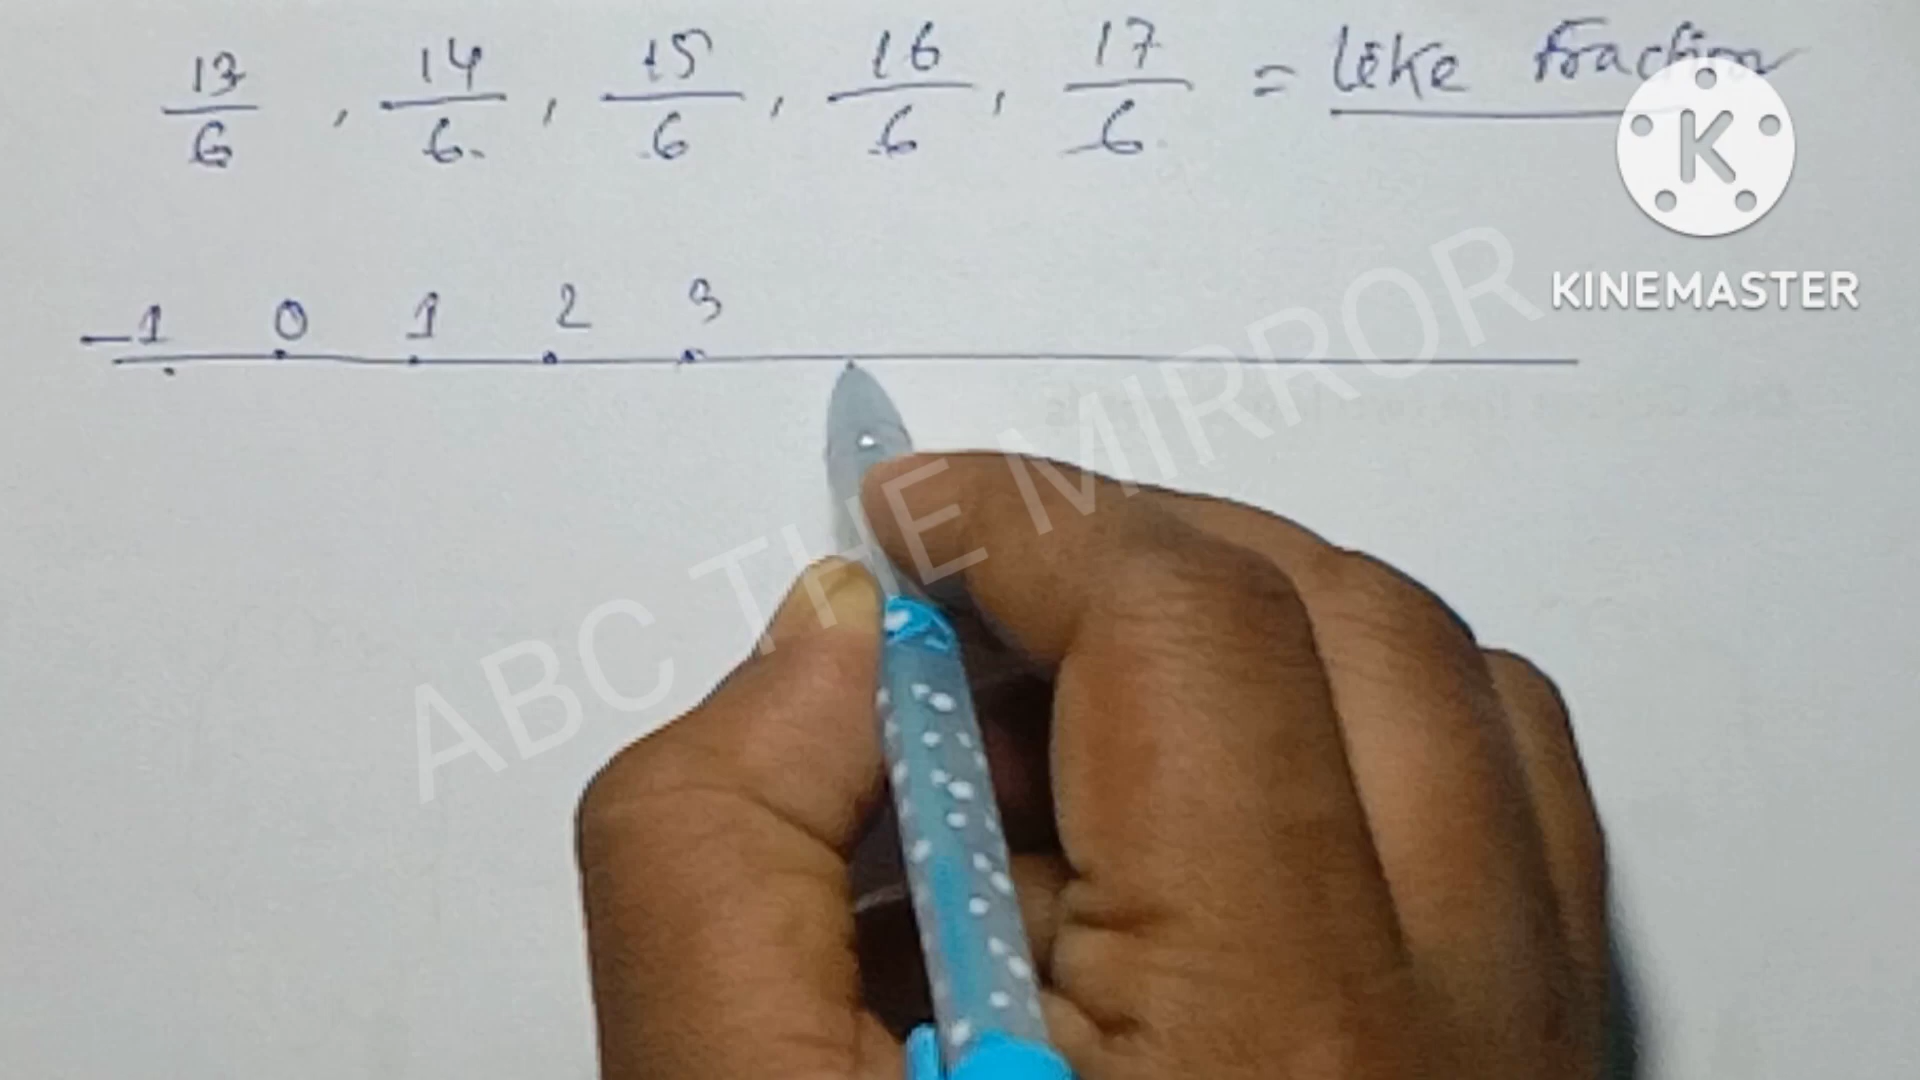 13/6 , 14/6 , 15/6 , 16/6 , 17/6 = like fraction
K
KINEMASTER
-1 0 1 2 3
ABC THE MIRROR